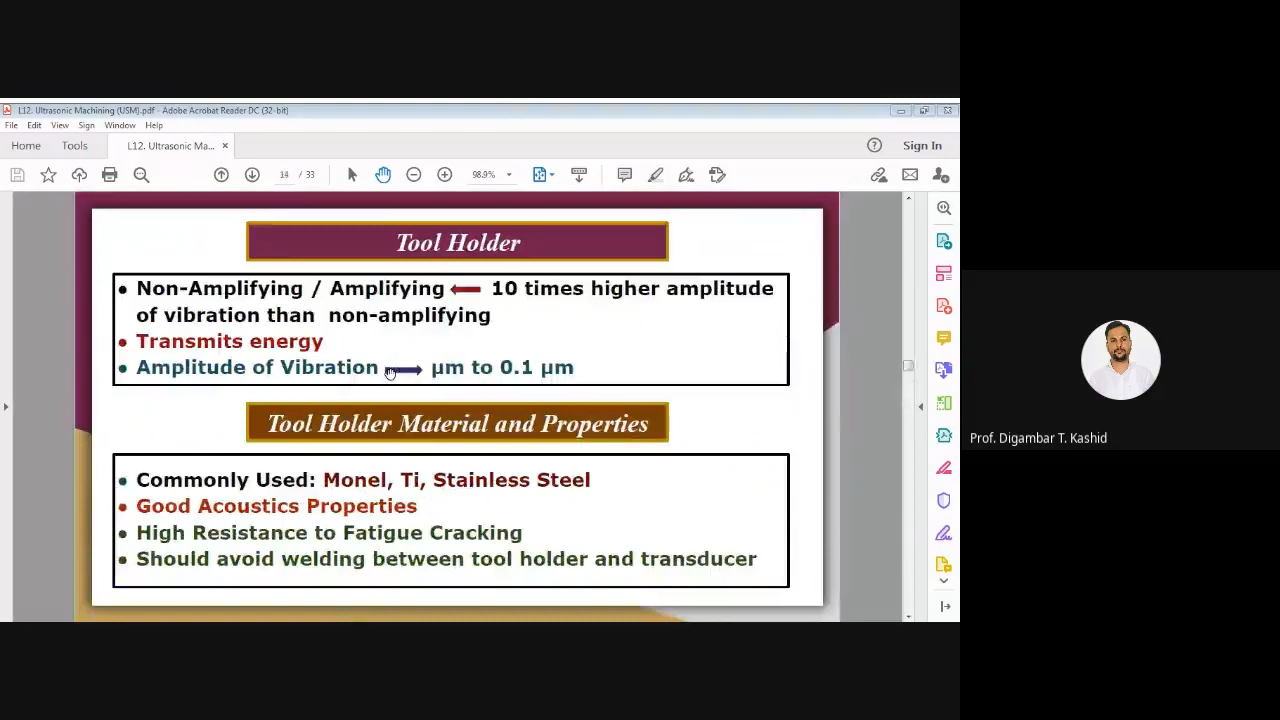 L12. Ultrasonic Machining (USM).pdf - Adobe Acrobat Reader DC (32-bit)
File Edit View Sign Window Help
Home Tools L12. Ultrasonic Ma... × Sign In
14 / 33 98.9%
Tool Holder
• Non-Amplifying / Amplifying 10 times higher amplitude
of vibration than non-amplifying
• Transmits energy
• Amplitude of Vibration µm to 0.1 µm
Tool Holder Material and Properties
• Commonly Used: Monel, Ti, Stainless Steel
• Good Acoustics Properties
• High Resistance to Fatigue Cracking
• Should avoid welding between tool holder and transducer
Prof. Digambar T. Kashid